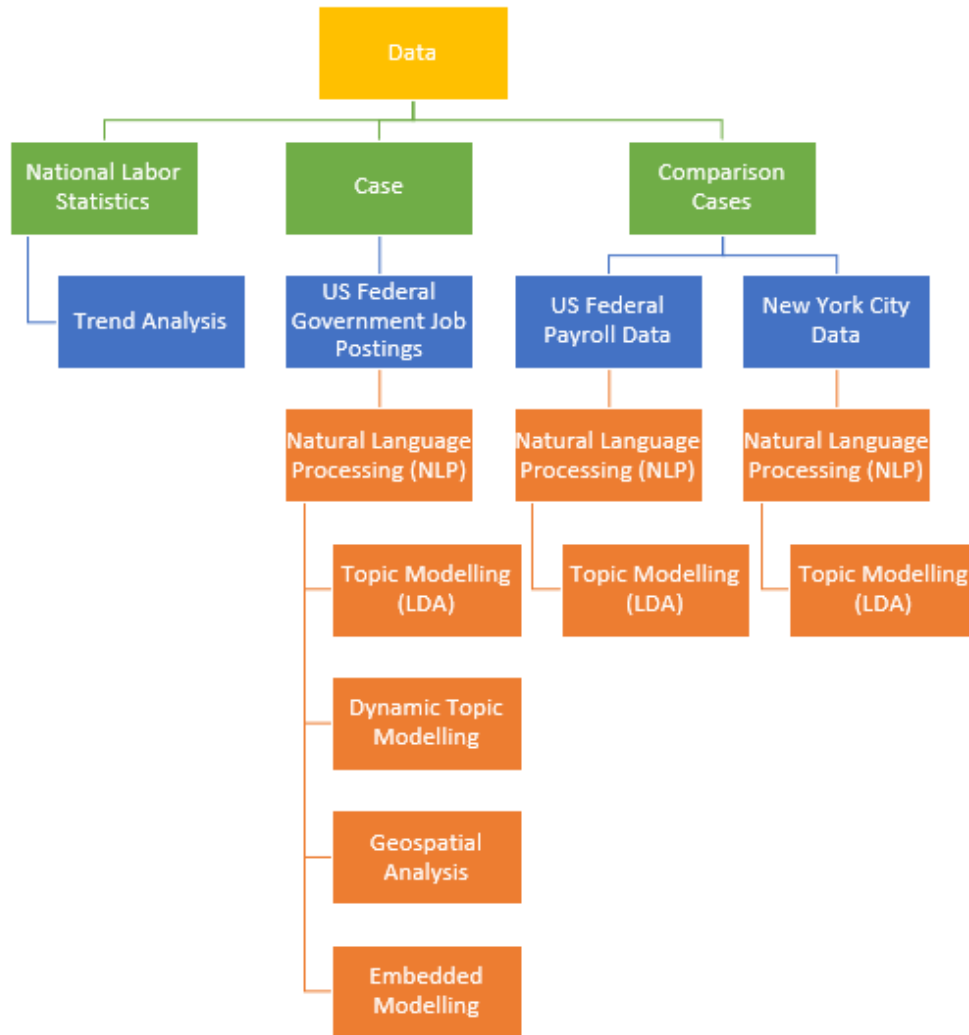 Data
National Labor
Statistics
Case
Comparison
Cases
Trend Analysis
US Federal
Government Job
Postings
US Federal
Payroll Data
New York City
Data
Natural Language
Processing (NLP)
Natural Language
Processing (NLP)
Natural Language
Processing (NLP)
Topic Modelling
(LDA)
Topic Modelling
(LDA)
Topic Modelling
(LDA)
Dynamic Topic
Modelling
Geospatial
Analysis
Embedded
Modelling